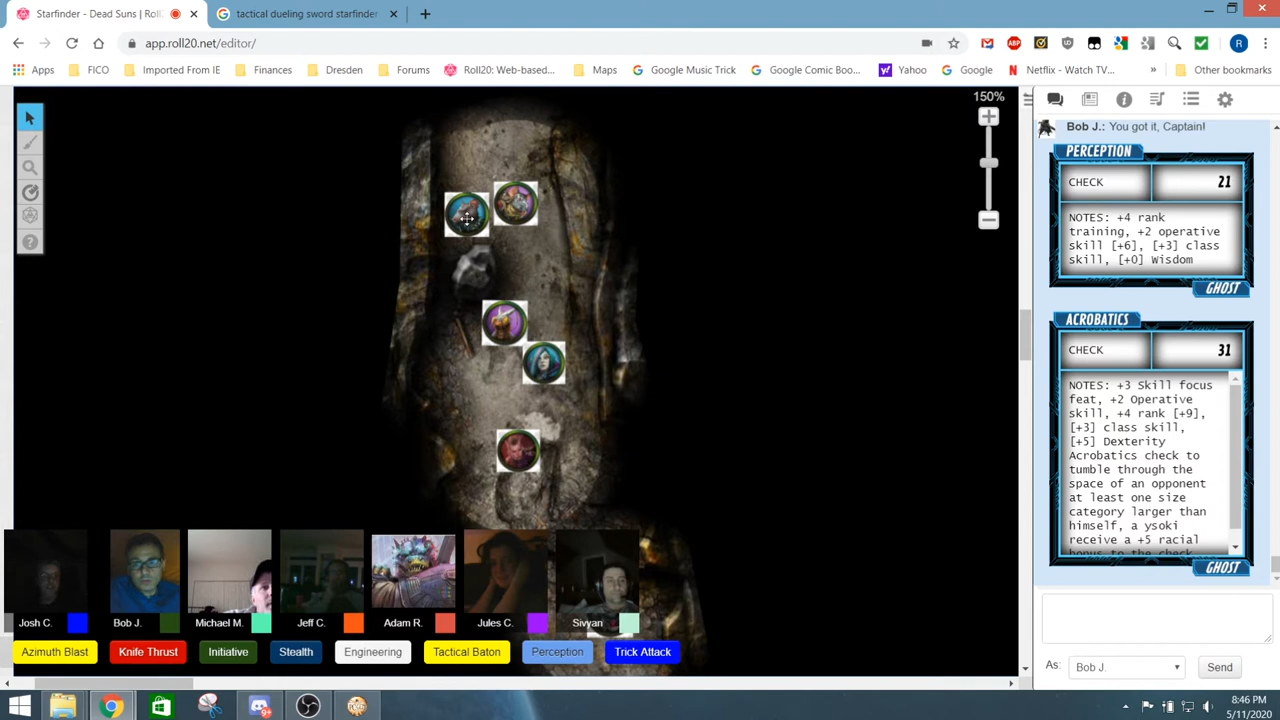 Starfinder - Dead Suns | Roll
tactical dueling sword starfinder
app.roll20.net/editor/
Apps
FICO
Imported From IE
Finances
Dresden
Forums
Roll20: Web-based...
Maps
Google Music Trick
Google Comic Boo...
Yahoo
Google
Netflix - Watch TV...
»
Other bookmarks
150%
Bob J.: You got it, Captain!
PERCEPTION
CHECK 21
NOTES: +4 rank
training, +2 operative
skill [+6], [+3] class
skill, [+0] Wisdom
GHOST
ACROBATICS
CHECK 31
NOTES: +3 Skill focus
feat, +2 Operative
skill, +4 rank [+9],
[+3] class skill,
[+5] Dexterity
Acrobatics check to
tumble through the
space of an opponent
at least one size
category larger than
himself, a ysoki
receive a +5 racial
bonus to the check
GHOST
Josh C.
Bob J.
Michael M.
Jeff C.
Adam R.
Jules C.
Sivyan
Azimuth Blast
Knife Thrust
Initiative
Stealth
Engineering
Tactical Baton
Perception
Trick Attack
As: Bob J. Send
8:46 PM
5/11/2020